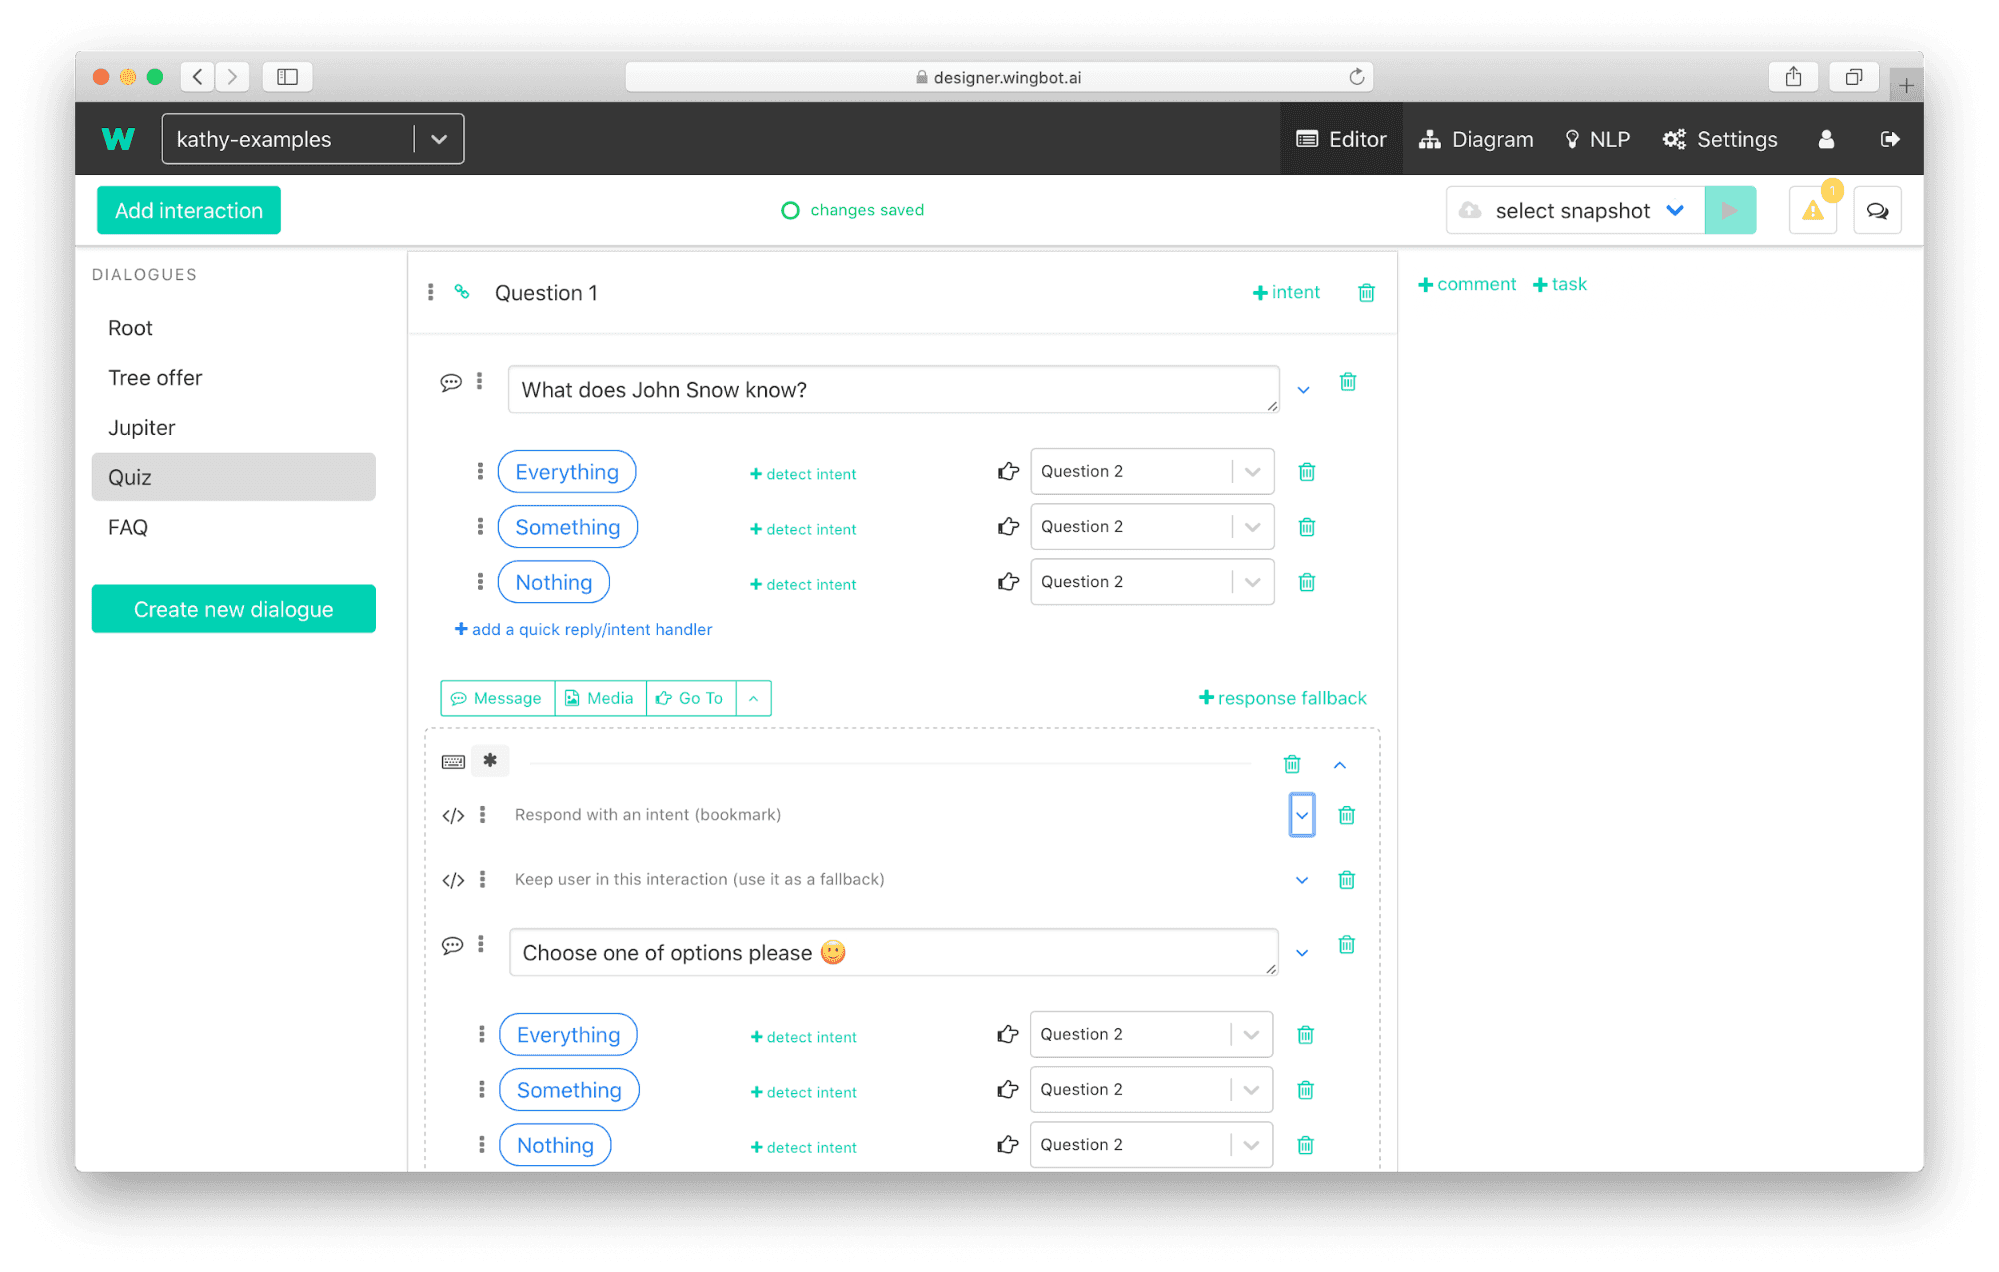 designer.wingbot.ai
W kathy-examples Editor Diagram NLP Settings
Add interaction changes saved select snapshot 1
DIALOGUES
Root
Tree offer
Jupiter
Quiz
FAQ
Create new dialogue
Question 1 +intent
What does John Snow know?
Everything + detect intent Question 2
Something + detect intent Question 2
Nothing + detect intent Question 2
+ add a quick reply/intent handler
Message Media Go To +response fallback
*
</> Respond with an intent (bookmark)
</> Keep user in this interaction (use it as a fallback)
Choose one of options please 🙂
Everything + detect intent Question 2
Something + detect intent Question 2
Nothing + detect intent Question 2
+comment +task